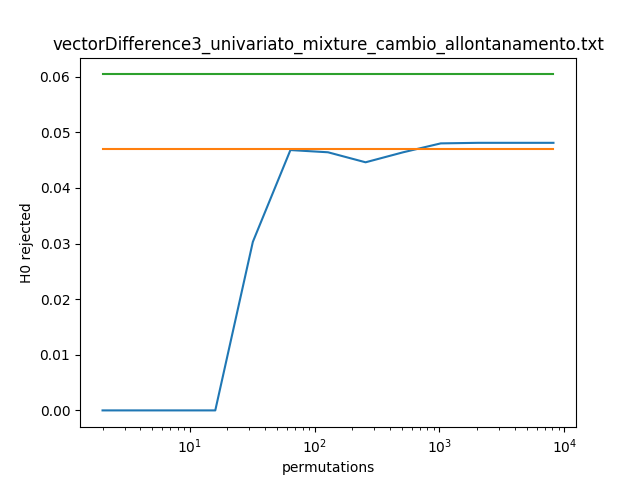 vectorDifference3_univariato_mixture_cambio_allontanamento.txt
0.06
0.05
0.04
0.03
0.02
0.01
0.00
H0 rejected
10¹ 10² 10³ 10⁴
permutations